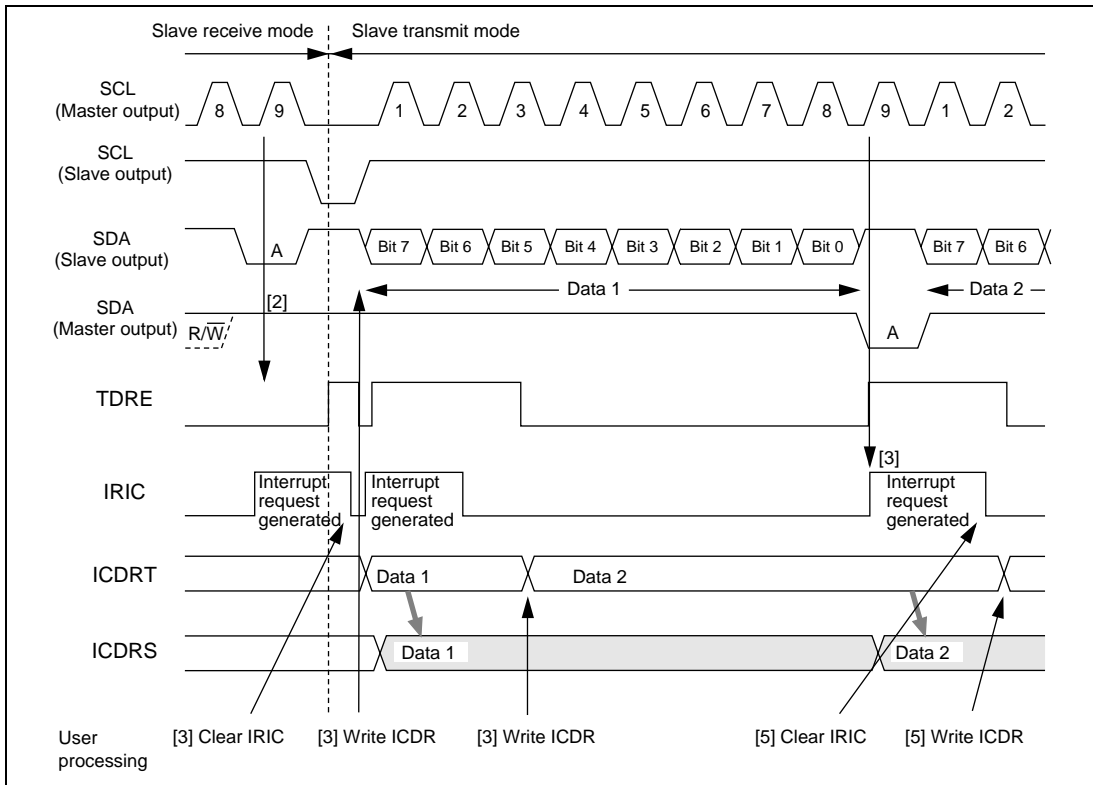 Slave receive mode Slave transmit mode
SCL
(Master output)
8 9 1 2 3 4 5 6 7 8 9 1 2
SCL
(Slave output)
SDA
(Slave output)
A Bit 7 Bit 6 Bit 5 Bit 4 Bit 3 Bit 2 Bit 1 Bit 0 Bit 7 Bit 6
Data 1 Data 2
SDA
(Master output)
R/W̅
[2]
A
TDRE
[3]
IRIC
Interrupt
request
generated
Interrupt
request
generated
Interrupt
request
generated
ICDRT
Data 1 Data 2
ICDRS
Data 1 Data 2
User
processing
[3] Clear IRIC [3] Write ICDR [3] Write ICDR [5] Clear IRIC [5] Write ICDR